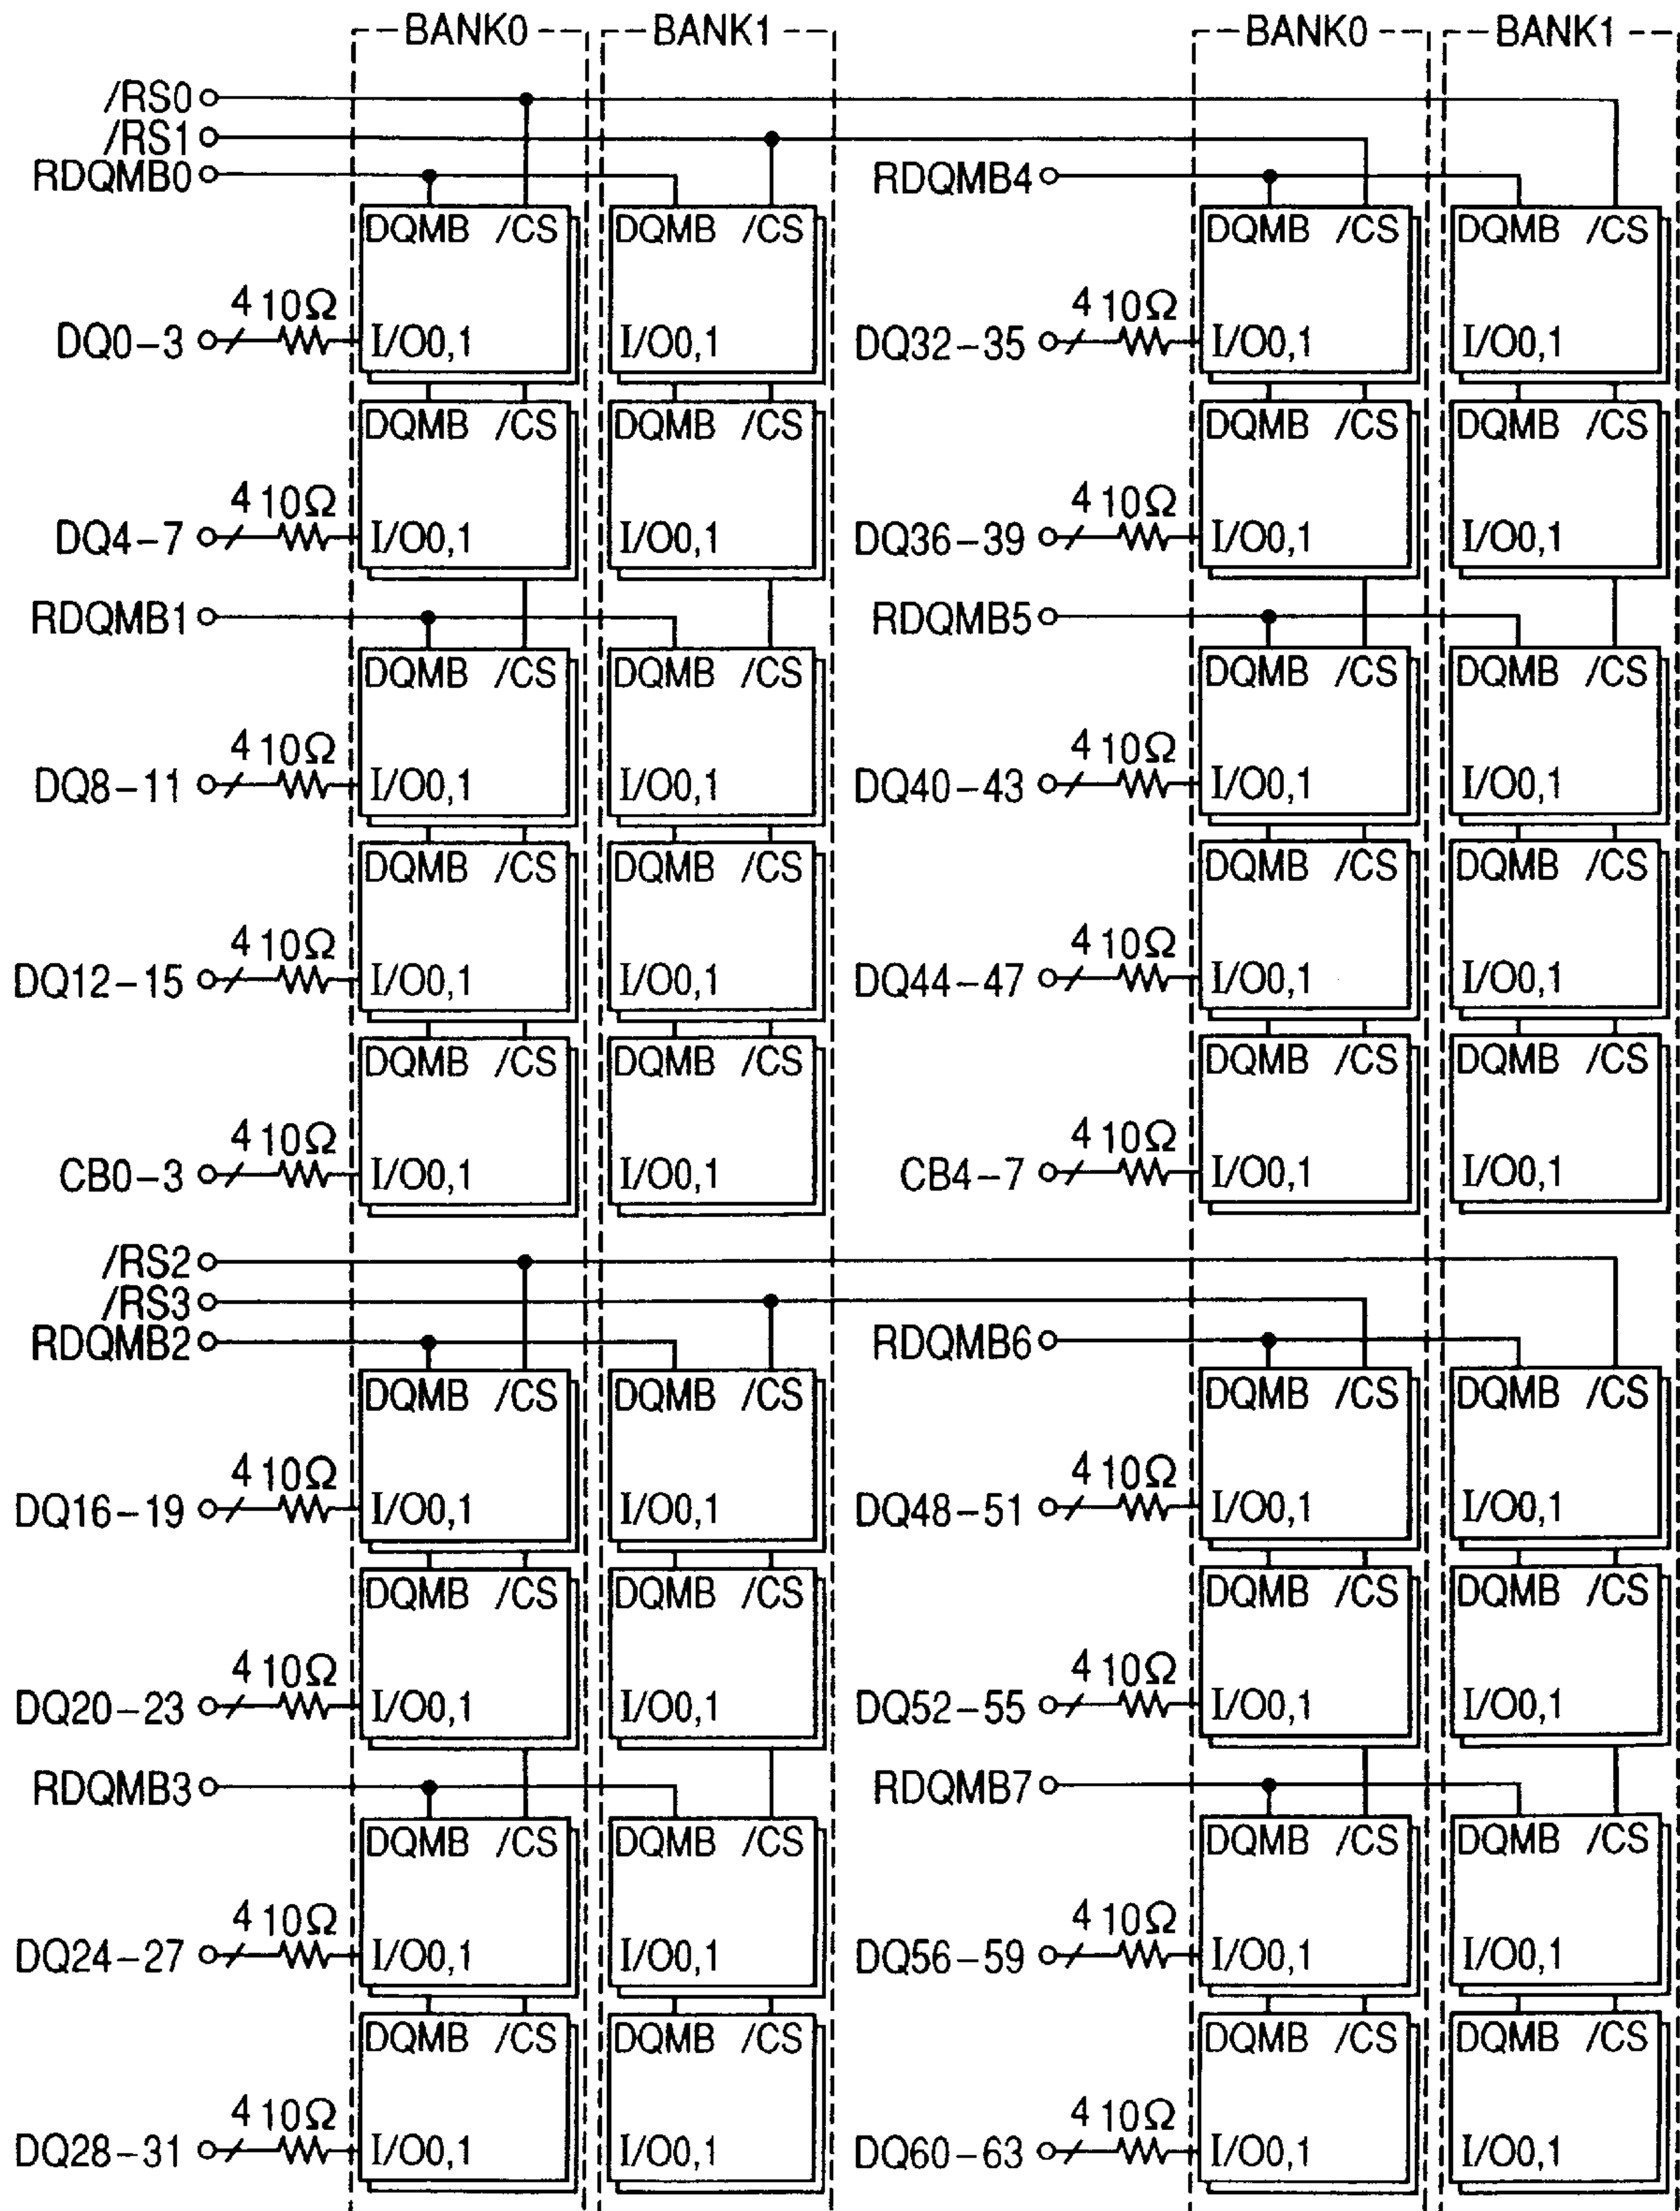 BANK0 BANK1 BANK0 BANK1
/RS0
/RS1
RDQMB0 RDQMB4
DQMB /CS DQMB /CS DQMB /CS DQMB /CS
4 10Ω 4 10Ω
DQ0-3 I/O0,1 I/O0,1 DQ32-35 I/O0,1 I/O0,1
DQMB /CS DQMB /CS DQMB /CS DQMB /CS
4 10Ω 4 10Ω
DQ4-7 I/O0,1 I/O0,1 DQ36-39 I/O0,1 I/O0,1
RDQMB1 RDQMB5
DQMB /CS DQMB /CS DQMB /CS DQMB /CS
4 10Ω 4 10Ω
DQ8-11 I/O0,1 I/O0,1 DQ40-43 I/O0,1 I/O0,1
DQMB /CS DQMB /CS DQMB /CS DQMB /CS
4 10Ω 4 10Ω
DQ12-15 I/O0,1 I/O0,1 DQ44-47 I/O0,1 I/O0,1
DQMB /CS DQMB /CS DQMB /CS DQMB /CS
4 10Ω 4 10Ω
CB0-3 I/O0,1 I/O0,1 CB4-7 I/O0,1 I/O0,1
/RS2
/RS3
RDQMB2 RDQMB6
DQMB /CS DQMB /CS DQMB /CS DQMB /CS
4 10Ω 4 10Ω
DQ16-19 I/O0,1 I/O0,1 DQ48-51 I/O0,1 I/O0,1
DQMB /CS DQMB /CS DQMB /CS DQMB /CS
4 10Ω 4 10Ω
DQ20-23 I/O0,1 I/O0,1 DQ52-55 I/O0,1 I/O0,1
RDQMB3 RDQMB7
DQMB /CS DQMB /CS DQMB /CS DQMB /CS
4 10Ω 4 10Ω
DQ24-27 I/O0,1 I/O0,1 DQ56-59 I/O0,1 I/O0,1
DQMB /CS DQMB /CS DQMB /CS DQMB /CS
4 10Ω 4 10Ω
DQ28-31 I/O0,1 I/O0,1 DQ60-63 I/O0,1 I/O0,1